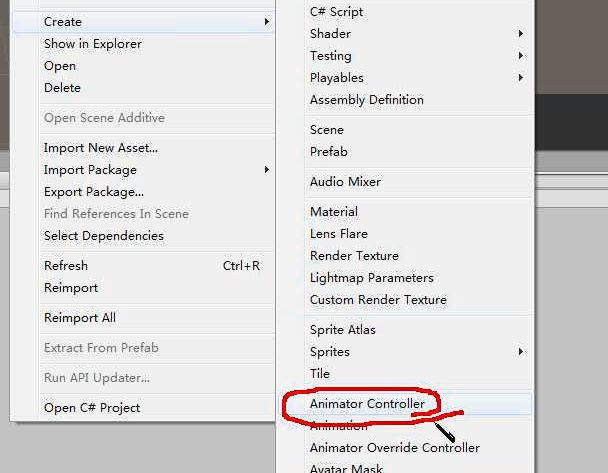 Create
Show in Explorer
Open
Delete
Open Scene Additive
Import New Asset...
Import Package
Export Package...
Find References In Scene
Select Dependencies
Refresh Ctrl+R
Reimport
Reimport All
Extract From Prefab
Run API Updater...
Open C# Project
C# Script
Shader
Testing
Playables
Assembly Definition
Scene
Prefab
Audio Mixer
Material
Lens Flare
Render Texture
Lightmap Parameters
Custom Render Texture
Sprite Atlas
Sprites
Tile
Animator Controller
Animation
Animator Override Controller
Avatar Mask